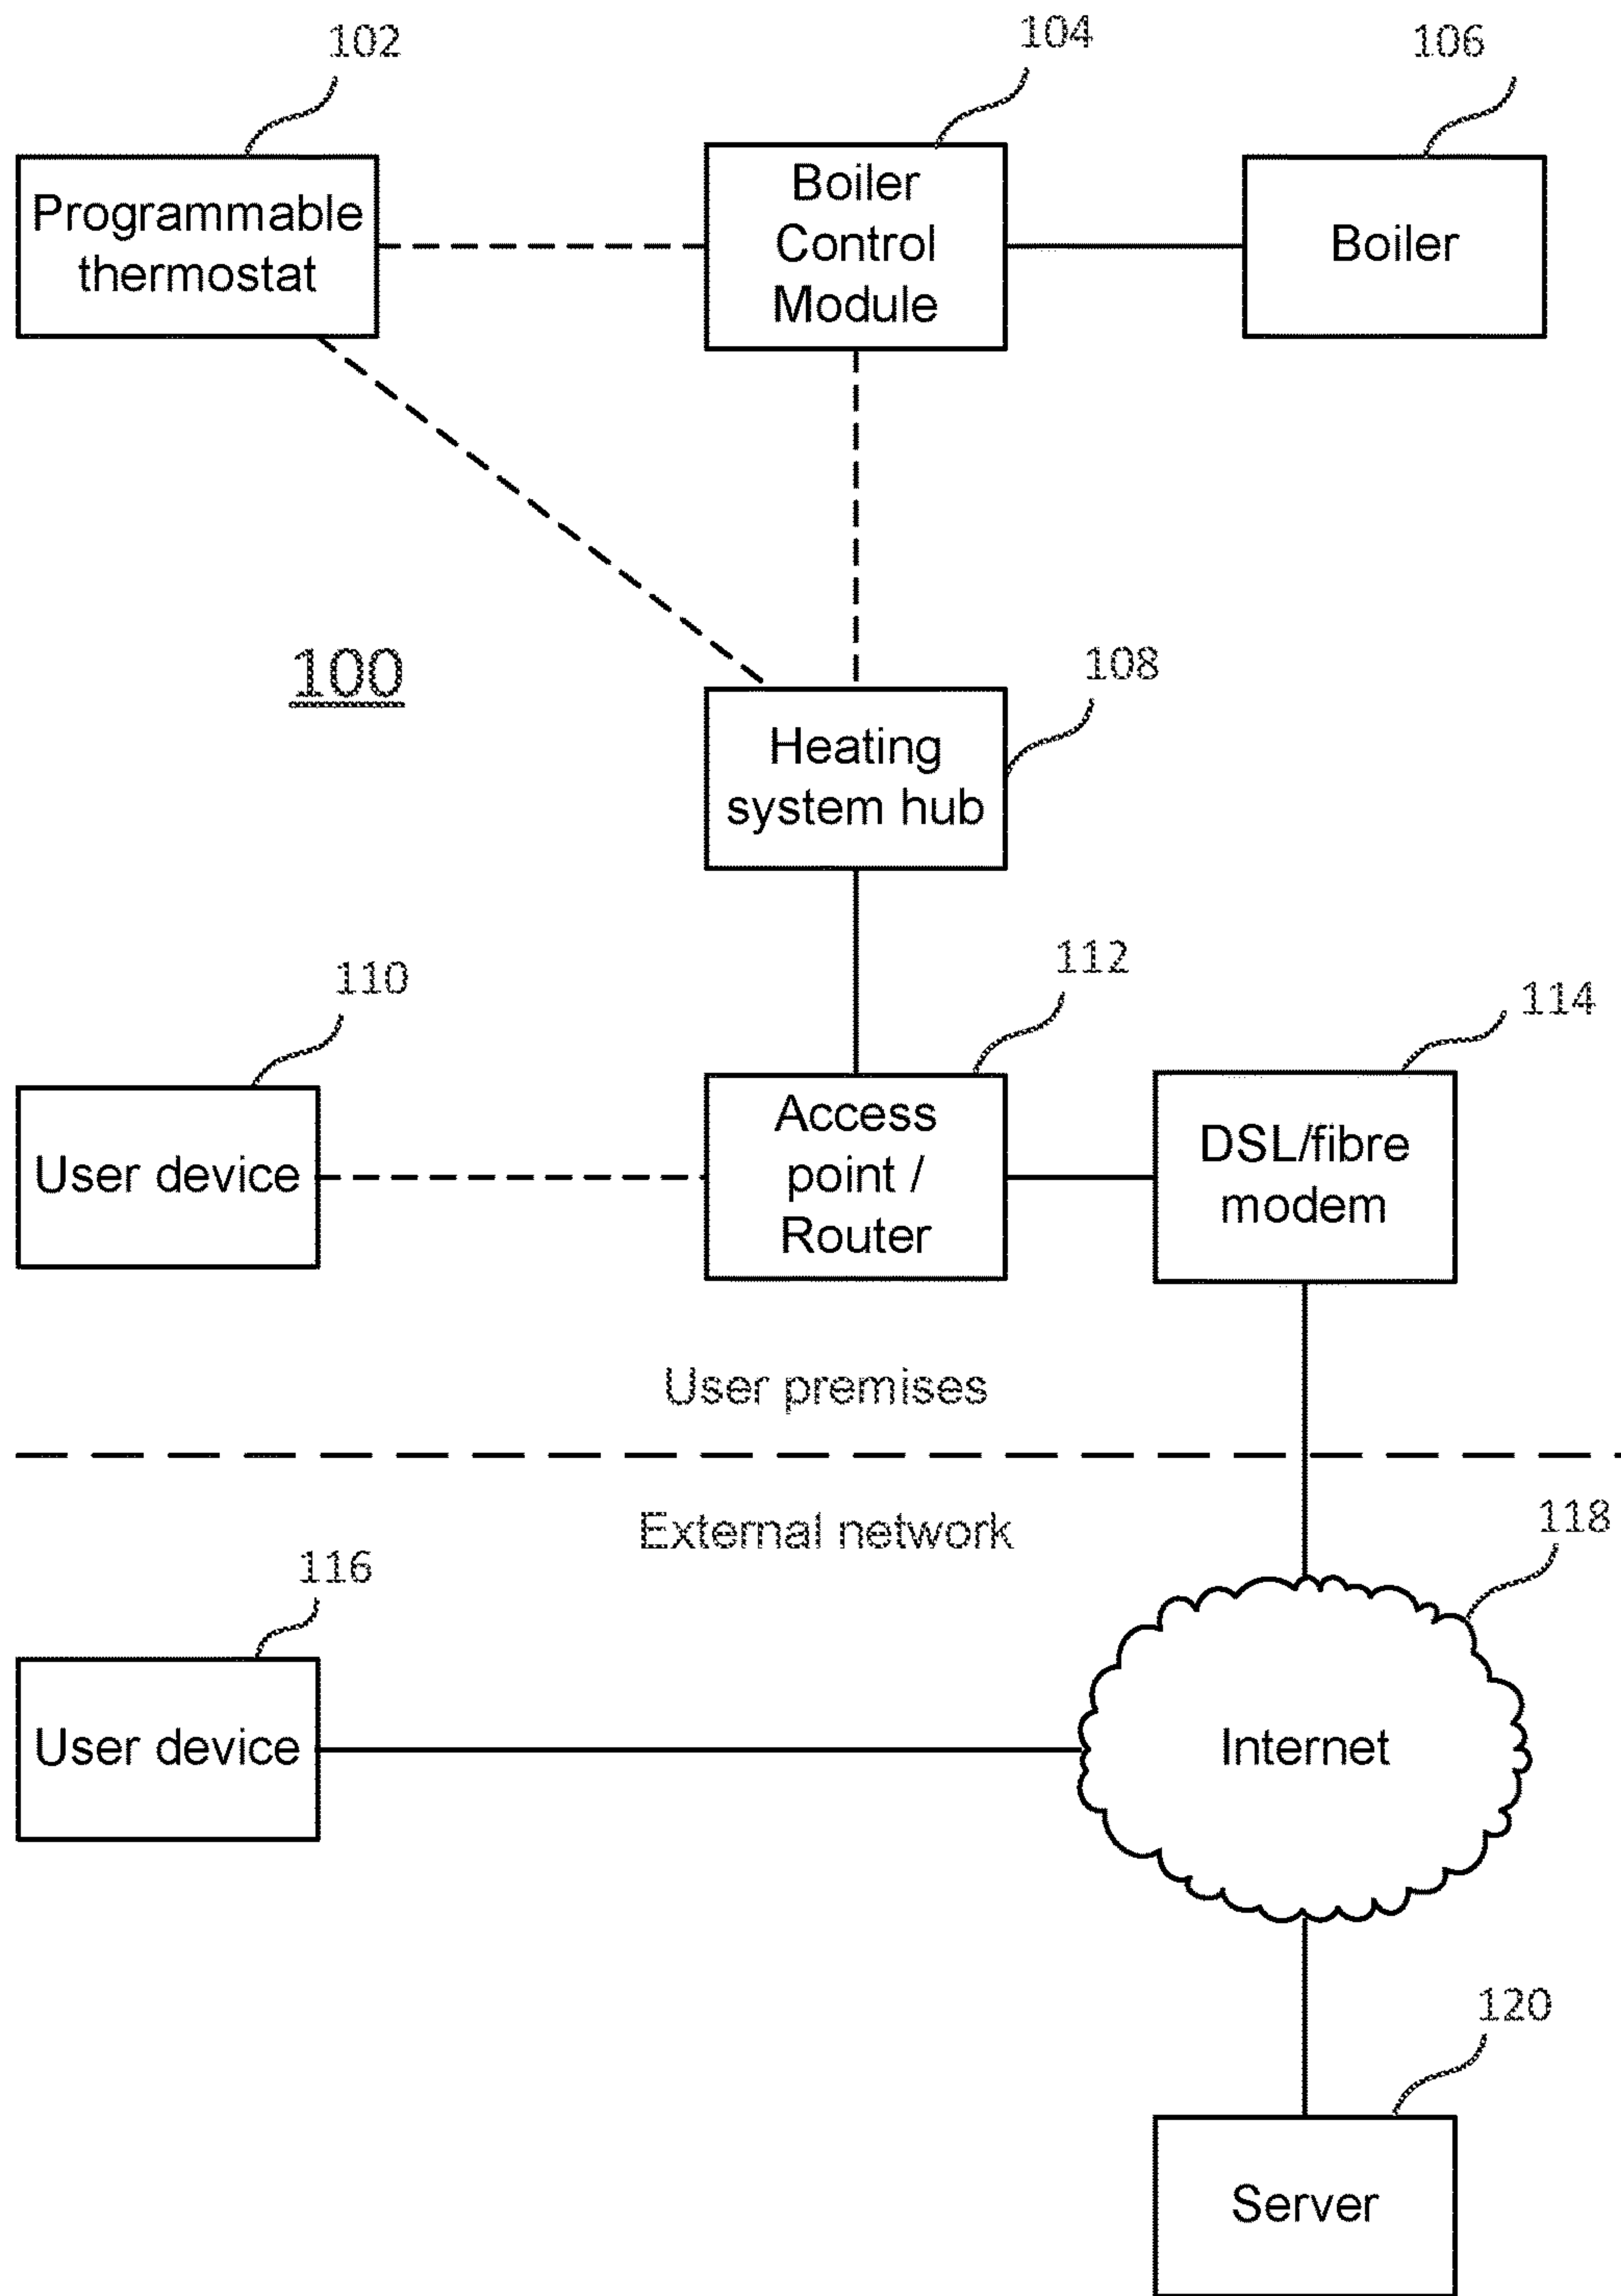 102
104
106
Programmable
thermostat
Boiler
Control
Module
Boiler
100
108
Heating
system hub
110
112
114
User device
Access
point /
Router
DSL/fibre
modem
User premises
External network
116
118
User device
Internet
120
Server